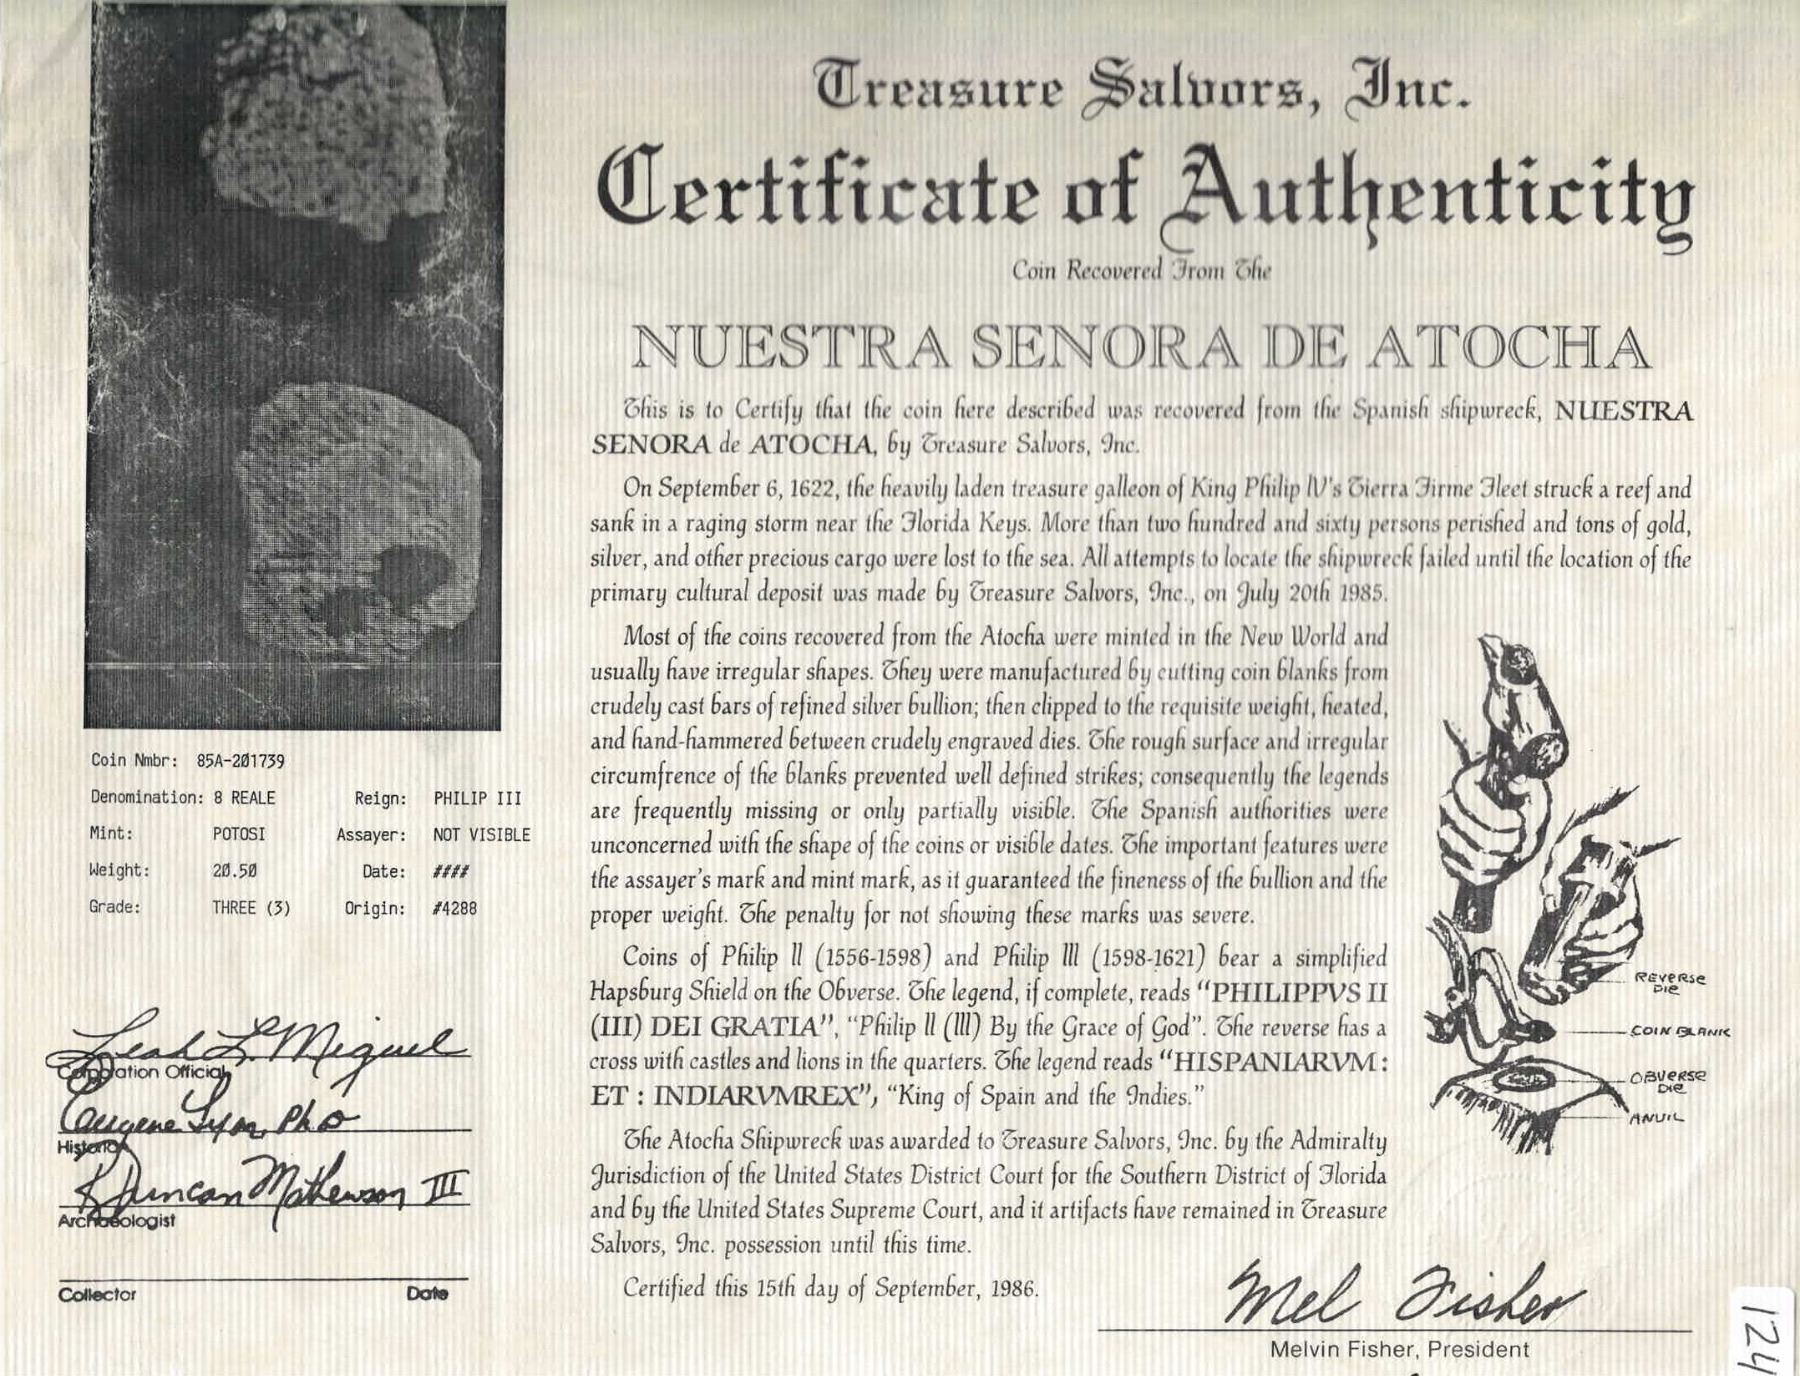 Treasure Salvors, Inc.
Certificate of Authenticity
Coin Recovered From The
NUESTRA SENORA DE ATOCHA
This is to Certify that the coin here described was recovered from the Spanish shipwreck, NUESTRA
SENORA de ATOCHA, by Treasure Salvors, Inc.
On September 6, 1622, the heavily laden treasure galleon of King Philip IV's Tierra Firme Fleet struck a reef and
sank in a raging storm near the Florida Keys. More than two hundred and sixty persons perished and tons of gold,
silver, and other precious cargo were lost to the sea. All attempts to locate the shipwreck failed until the location of the
primary cultural deposit was made by Treasure Salvors, Inc., on July 20th 1985.
Most of the coins recovered from the Atocha were minted in the New World and
usually have irregular shapes. They were manufactured by cutting coin blanks from
crudely cast bars of refined silver bullion; then clipped to the requisite weight, heated,
and hand-hammered between crudely engraved dies. The rough surface and irregular
circumfrence of the blanks prevented well defined strikes; consequently the legends
are frequently missing or only partially visible. The Spanish authorities were
unconcerned with the shape of the coins or visible dates. The important features were
the assayer's mark and mint mark, as it guaranteed the fineness of the bullion and the
proper weight. The penalty for not showing these marks was severe.
Coins of Philip II (1556-1598) and Philip III (1598-1621) bear a simplified
Hapsburg Shield on the Obverse. The legend, if complete, reads "PHILIPPVS II
(III) DEI GRATIA", "Philip II (III) By the Grace of God". The reverse has a
cross with castles and lions in the quarters. The legend reads "HISPANIARVM :
ET : INDIARVMREX", "King of Spain and the Indies."
The Atocha Shipwreck was awarded to Treasure Salvors, Inc. by the Admiralty
Jurisdiction of the United States District Court for the Southern District of Florida
and by the United States Supreme Court, and it artifacts have remained in Treasure
Salvors, Inc. possession until this time.
Certified this 15th day of September, 1986.
Mel Fisher
Melvin Fisher, President
REVERSE
DIE
COIN BLANK
OBVERSE
DIE
ANVIL
Coin Nmbr: 85A-201739
Denomination: 8 REALE Reign: PHILIP III
Mint: POTOSI Assayer: NOT VISIBLE
Weight: 20.50 Date: ####
Grade: THREE (3) Origin: #4288
Leah L. Miguel
Corporation Official
Eugene Lyon, PhD
Historian
R Duncan Mathewson III
Archaeologist
Collector Date
124